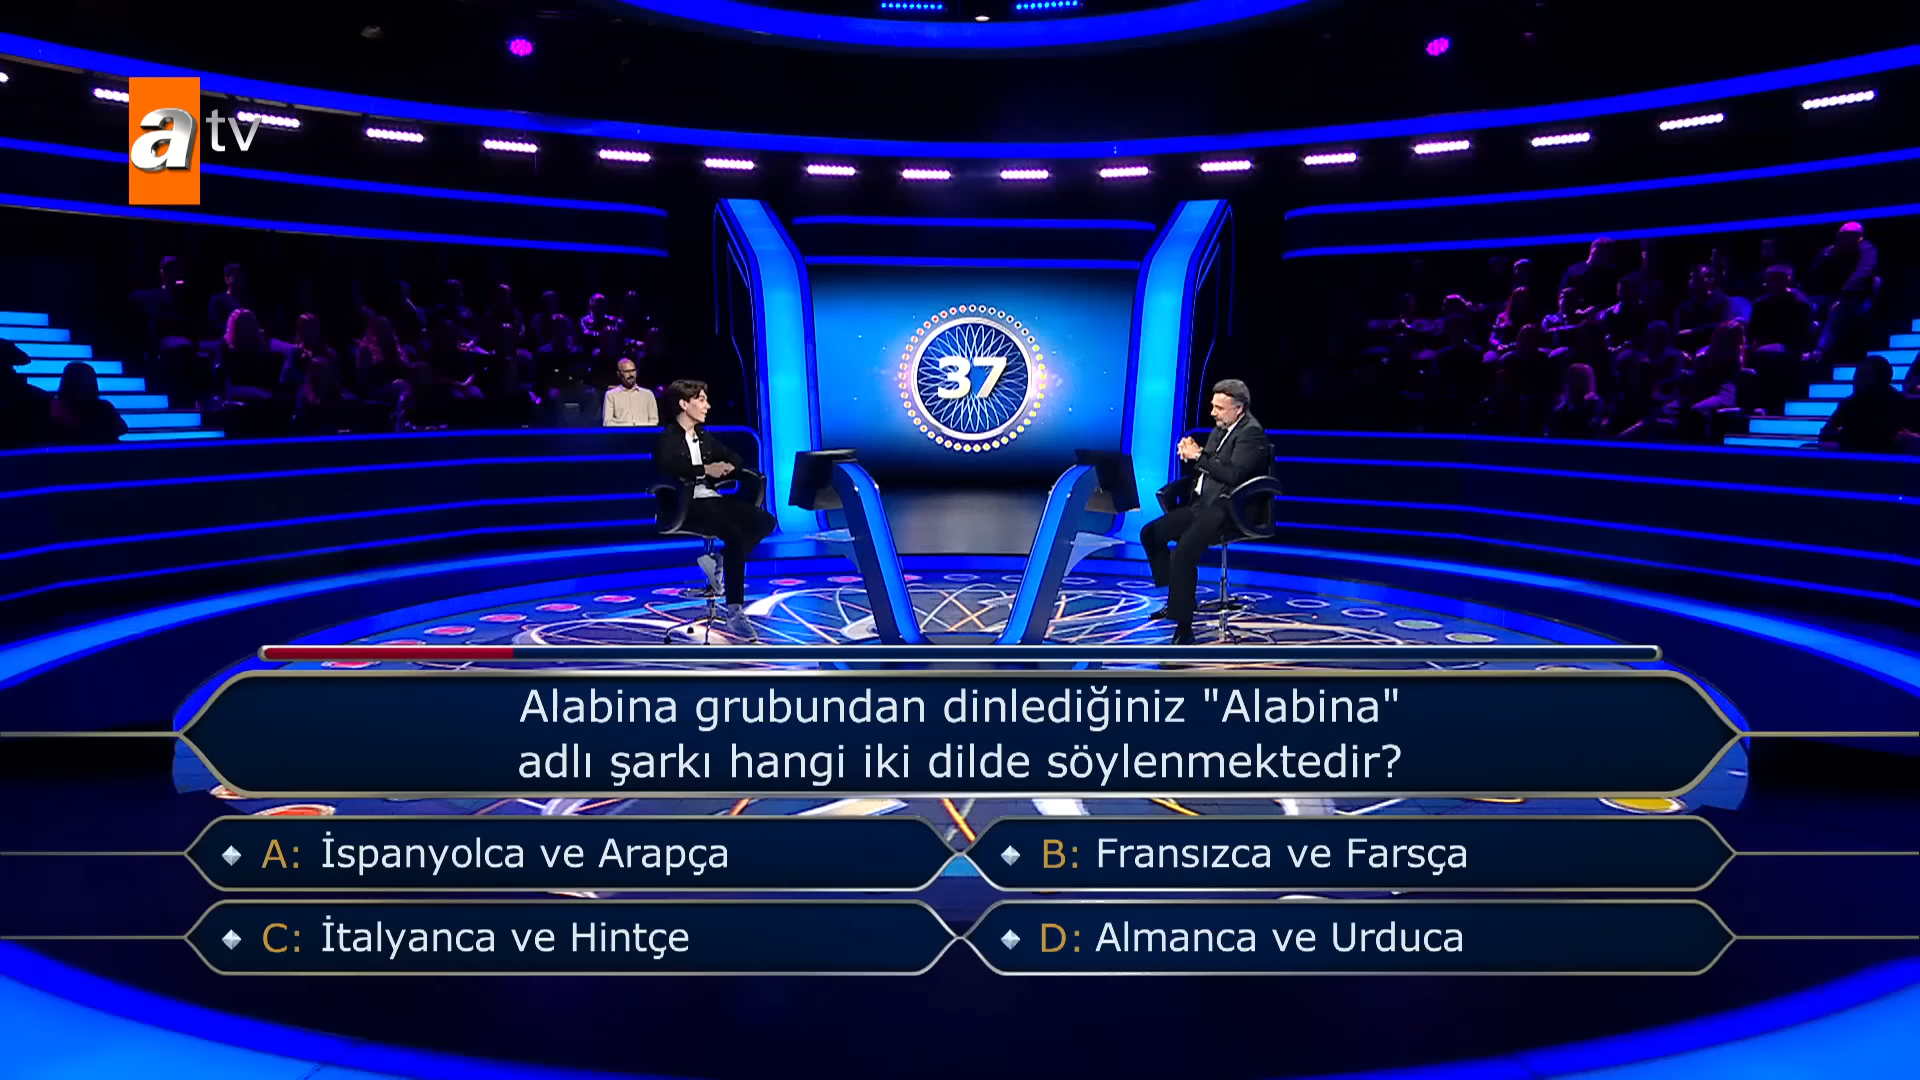 atv
37
Alabina grubundan dinlediğiniz "Alabina"
adlı şarkı hangi iki dilde söylenmektedir?
A: İspanyolca ve Arapça
B: Fransızca ve Farsça
C: İtalyanca ve Hintçe
D: Almanca ve Urduca